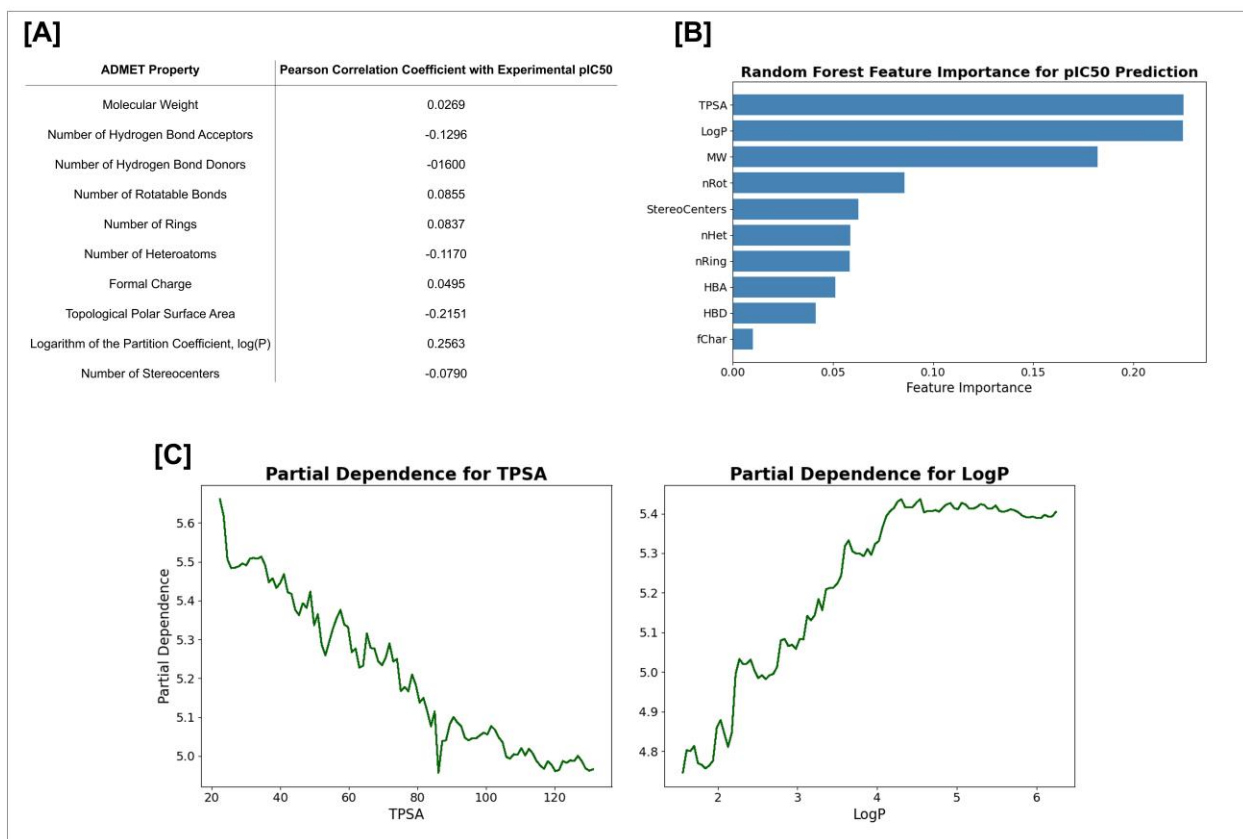 [A]
ADMET Property Pearson Correlation Coefficient with Experimental pIC50
Molecular Weight 0.0269
Number of Hydrogen Bond Acceptors -0.1296
Number of Hydrogen Bond Donors -01600
Number of Rotatable Bonds 0.0855
Number of Rings 0.0837
Number of Heteroatoms -0.1170
Formal Charge 0.0495
Topological Polar Surface Area -0.2151
Logarithm of the Partition Coefficient, log(P) 0.2563
Number of Stereocenters -0.0790
[B]
Random Forest Feature Importance for pIC50 Prediction
TPSA
LogP
MW
nRot
StereoCenters
nHet
nRing
HBA
HBD
fChar
0.00 0.05 0.10 0.15 0.20
Feature Importance
[C]
Partial Dependence for TPSA
Partial Dependence
5.6
5.5
5.4
5.3
5.2
5.1
5.0
20 40 60 80 100 120
TPSA
Partial Dependence for LogP
5.4
5.3
5.2
5.1
5.0
4.9
4.8
2 3 4 5 6
LogP